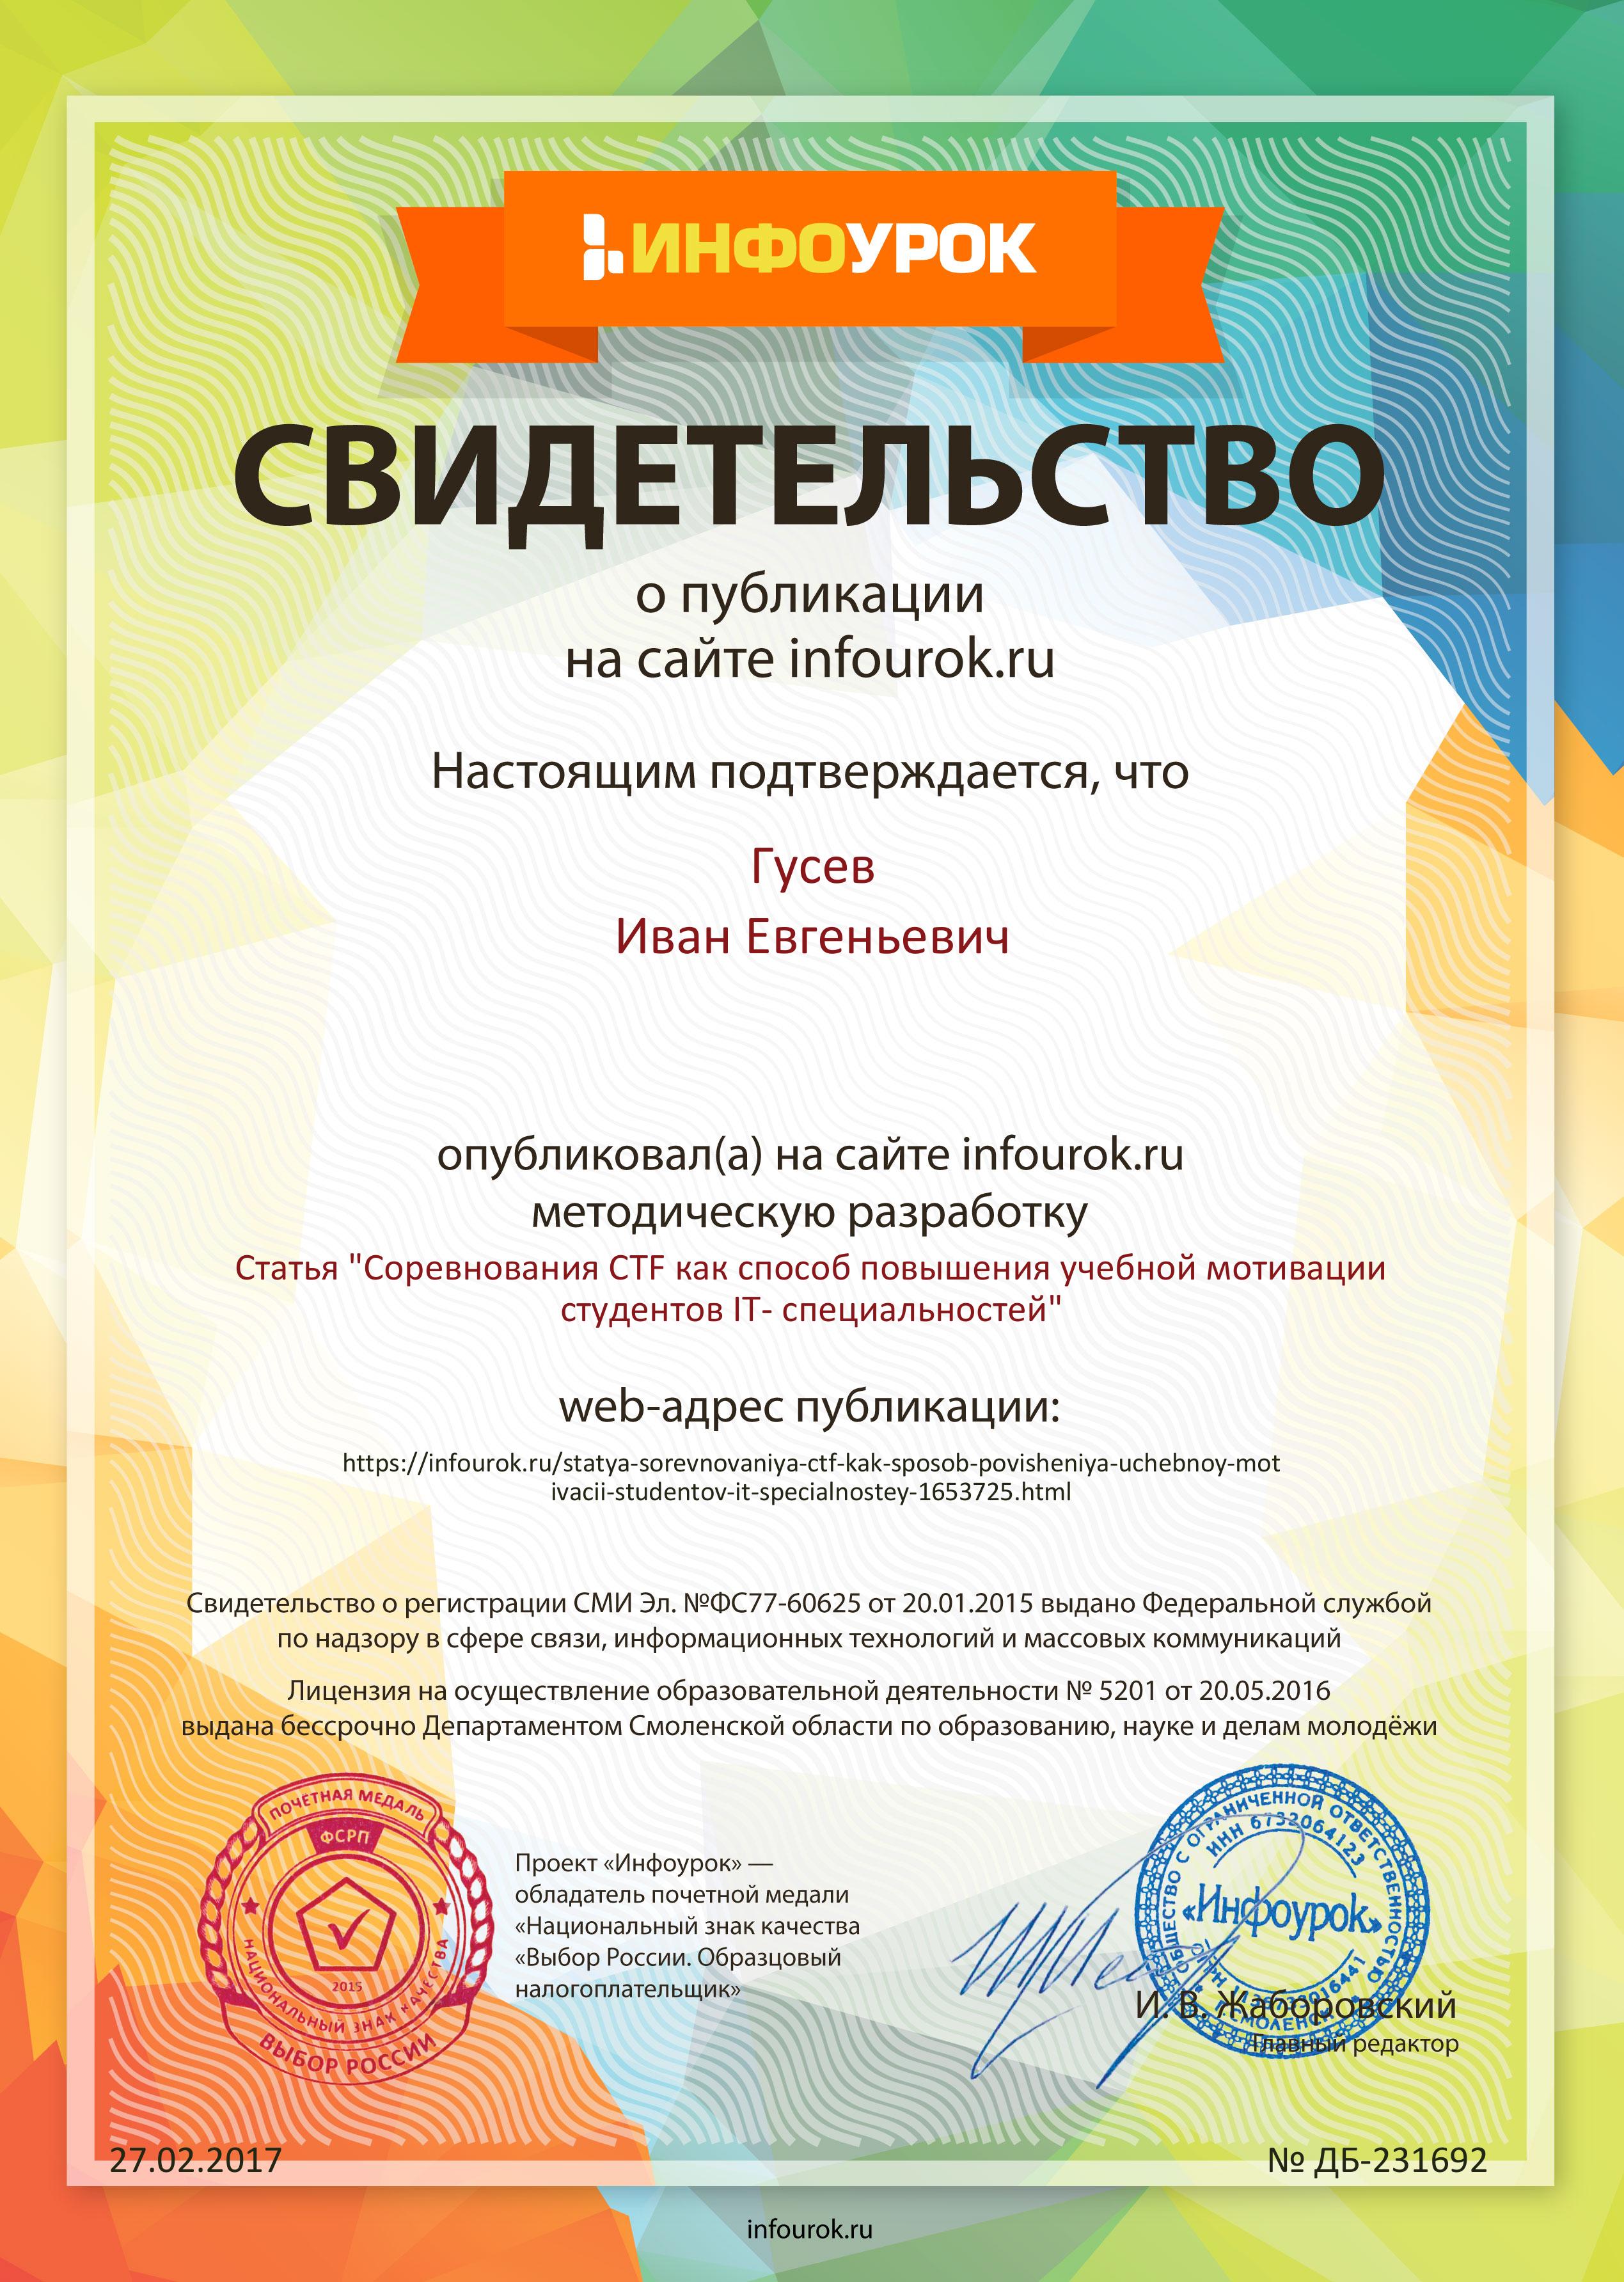 ИНФОУРОК
СВИДЕТЕЛЬСТВО
о публикации
на сайте infourok.ru
Настоящим подтверждается, что
Гусев
Иван Евгеньевич
опубликовал(а) на сайте infourok.ru
методическую разработку
Статья "Соревнования CTF как способ повышения учебной мотивации
студентов IT- специальностей"
web-адрес публикации:
https://infourok.ru/statya-sorevnovaniya-ctf-kak-sposob-povisheniya-uchebnoy-mot
ivacii-studentov-it-specialnostey-1653725.html
Свидетельство о регистрации СМИ Эл. №ФС77-60625 от 20.01.2015 выдано Федеральной службой
по надзору в сфере связи, информационных технологий и массовых коммуникаций
Лицензия на осуществление образовательной деятельности № 5201 от 20.05.2016
выдана бессрочно Департаментом Смоленской области по образованию, науке и делам молодёжи
ПОЧЕТНАЯ МЕДАЛЬ
ФСРП
2015
НАЦИОНАЛЬНЫЙ ЗНАК КАЧЕСТВА
ВЫБОР РОССИИ
Проект «Инфоурок» —
обладатель почетной медали
«Национальный знак качества
«Выбор России. Образцовый
налогоплательщик»
ОБЩЕСТВО С ОГРАНИЧЕННОЙ ОТВЕТСТВЕННОСТЬЮ
ИНН 6732064123
«Инфоурок»
И. В. Жаборовский
Главный редактор
27.02.2017
№ ДБ-231692
infourok.ru